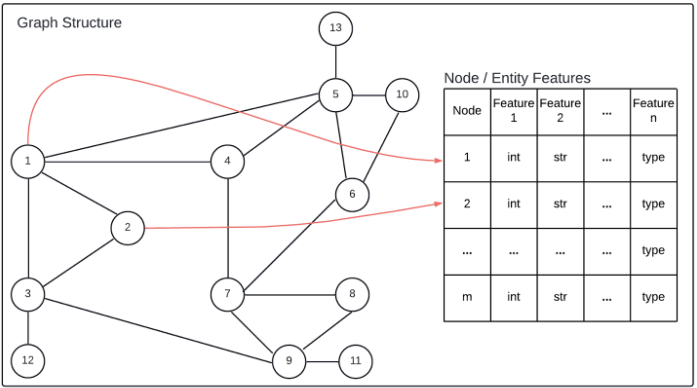 Graph Structure
13
5
10
1
4
6
2
3
7
8
12
9
11
Node / Entity Features
Node Feature 1 Feature 2 ... Feature n
1 int str ... type
2 int str ... type
... ... ... ... type
m int str ... type